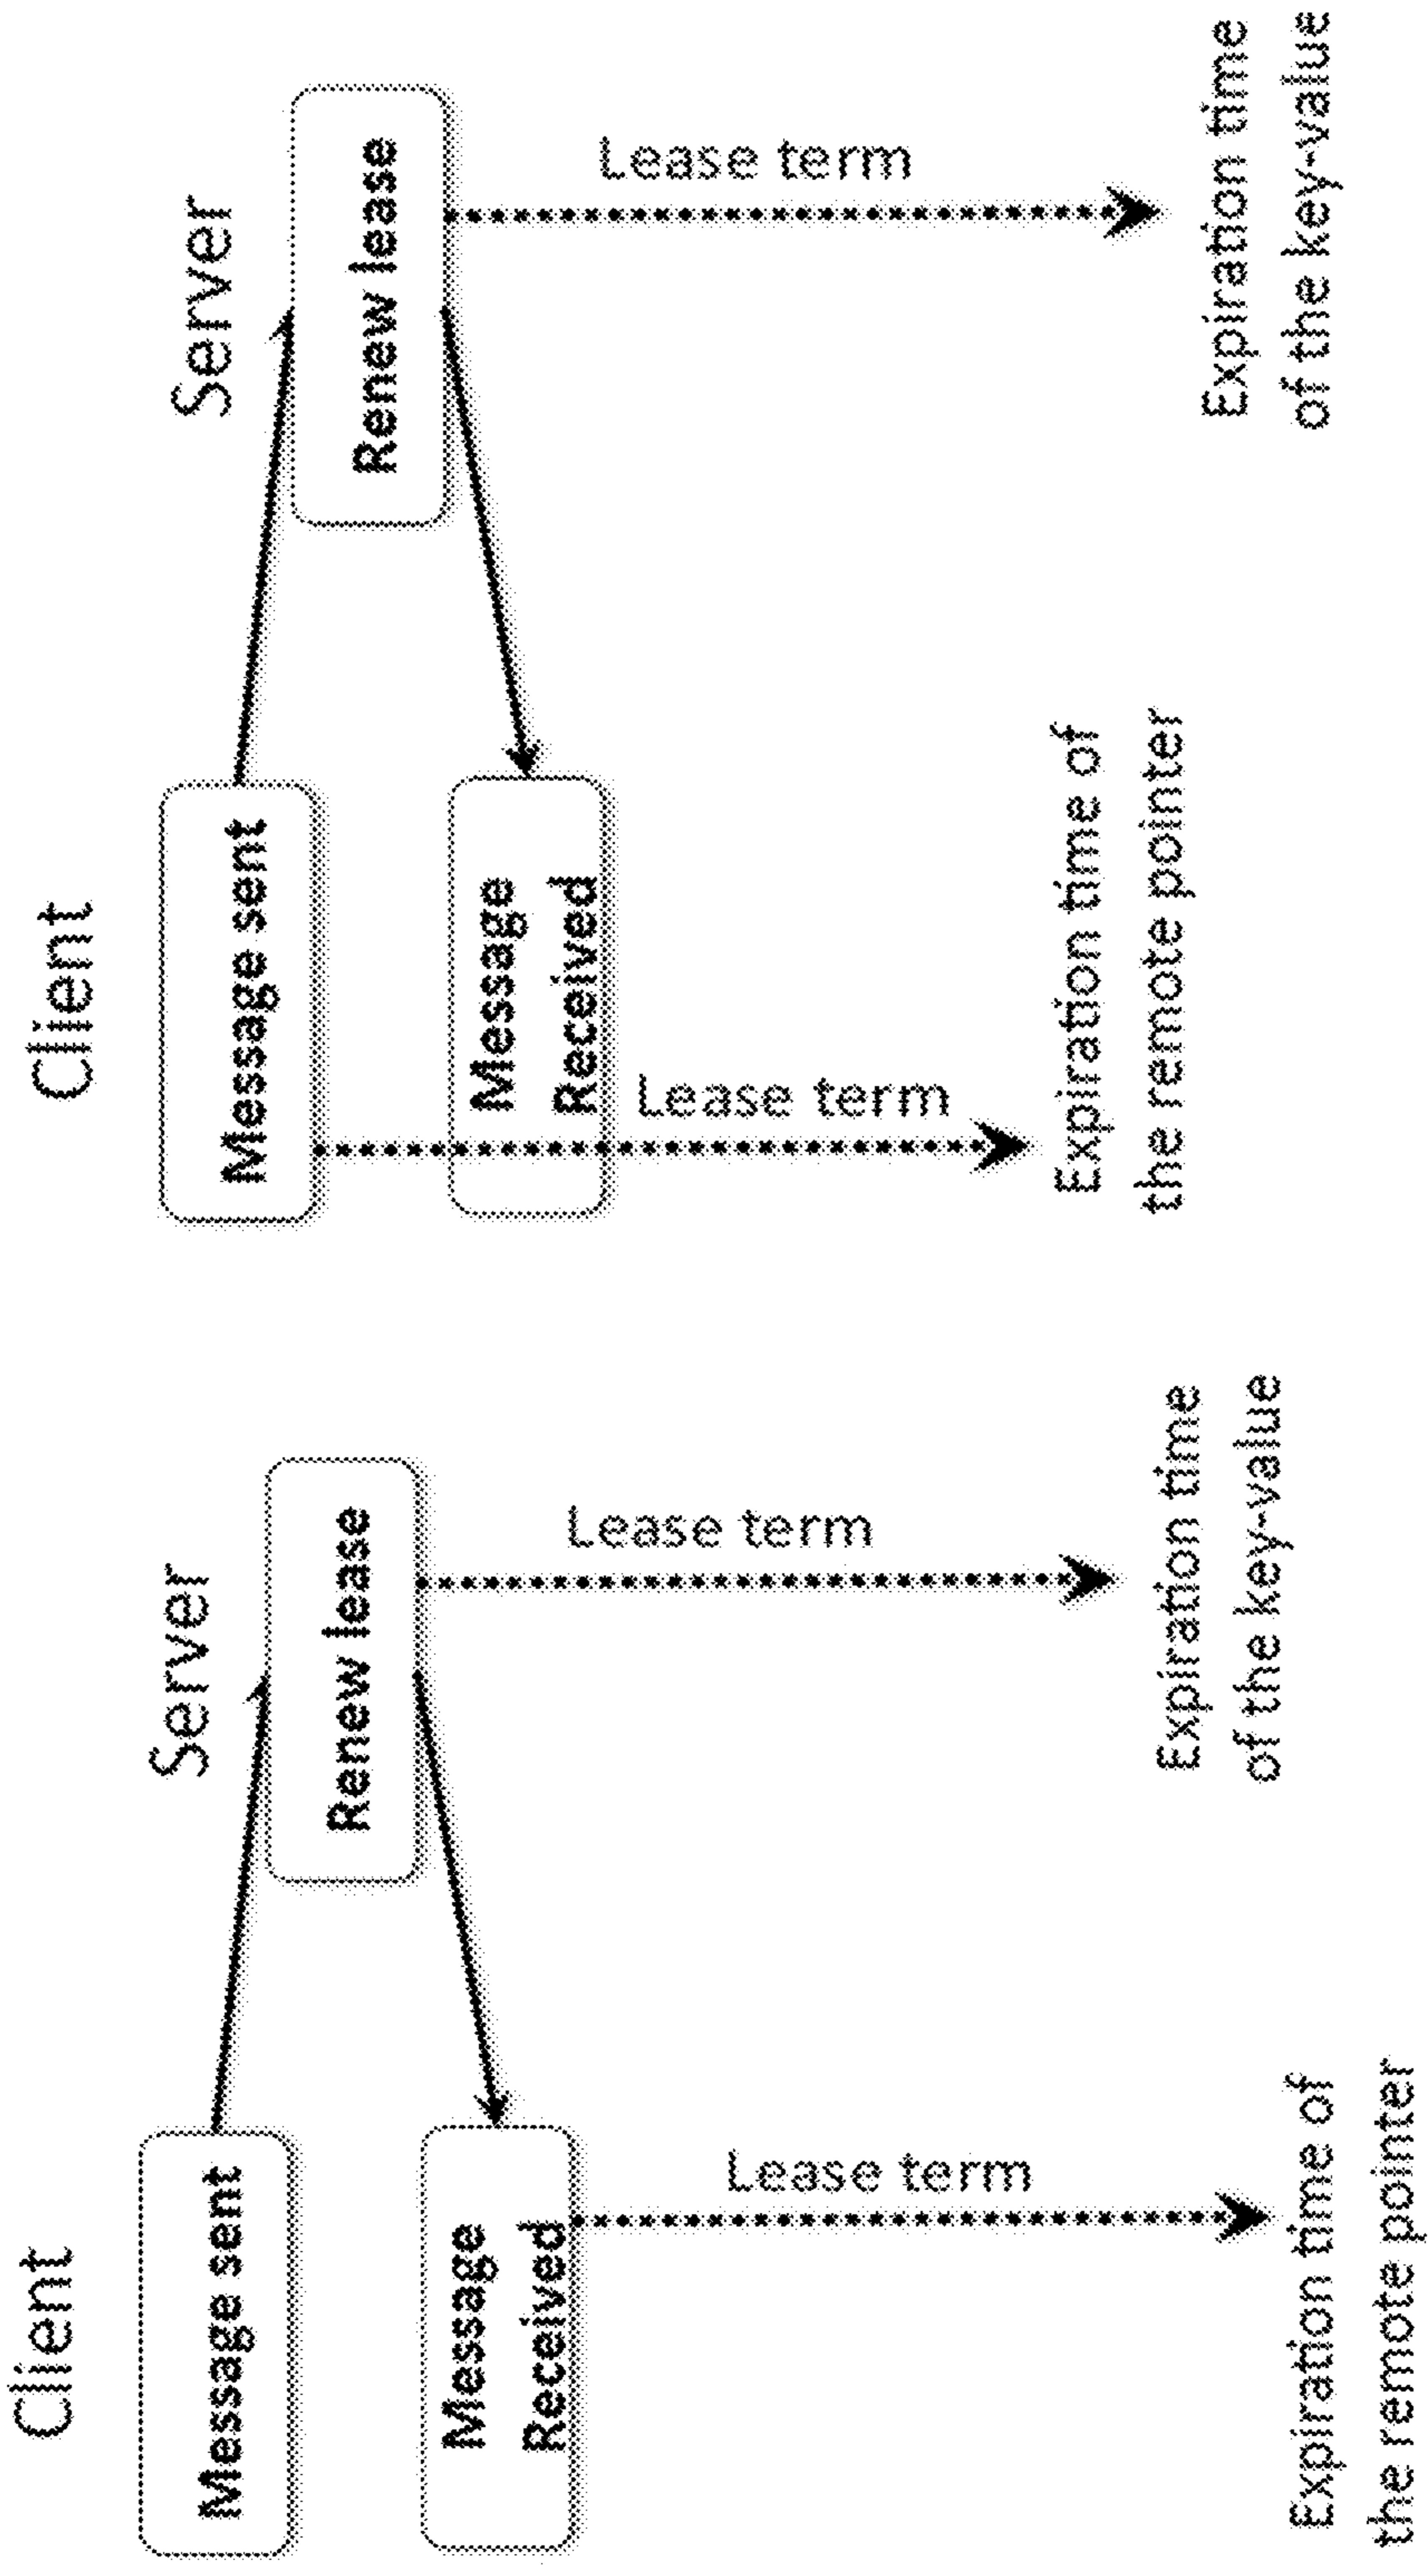 Client
Server
Message sent
Renew lease
Message
Received
Lease term
Lease term
Expiration time
of the key-value
Expiration time of
the remote pointer
Client
Server
Message sent
Renew lease
Message
Received
Lease term
Lease term
Expiration time of
the remote pointer
Expiration time
of the key-value